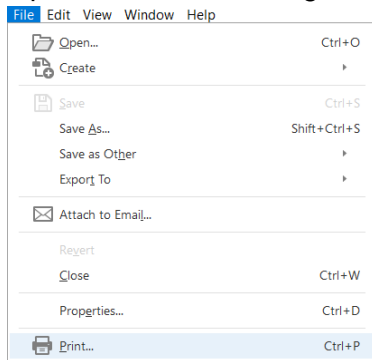 File Edit View Window Help
Open... Ctrl+O
Create
Save Ctrl+S
Save As... Shift+Ctrl+S
Save as Other
Export To
Attach to Email...
Revert
Close Ctrl+W
Properties... Ctrl+D
Print... Ctrl+P